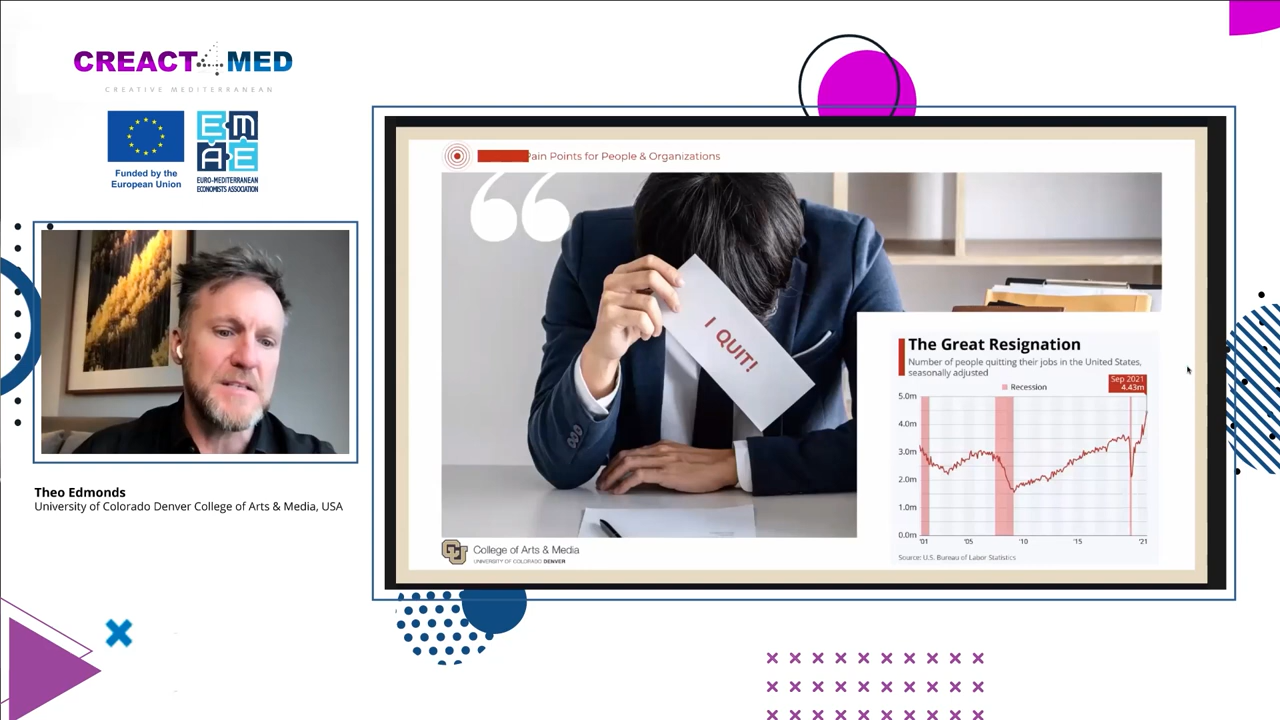 CREACT4MED
CREATIVE MEDITERRANEAN
Funded by the
European Union
EMAE
EURO-MEDITERRANEAN
ECONOMISTS ASSOCIATION
Theo Edmonds
University of Colorado Denver College of Arts & Media, USA
Pain Points for People & Organizations
I QUIT!
The Great Resignation
Number of people quitting their jobs in the United States,
seasonally adjusted
Recession
Sep 2021
4.43m
5.0m
4.0m
3.0m
2.0m
1.0m
0.0m
'01 '05 '10 '15 '21
Source: U.S. Bureau of Labor Statistics
CU
College of Arts & Media
UNIVERSITY OF COLORADO DENVER